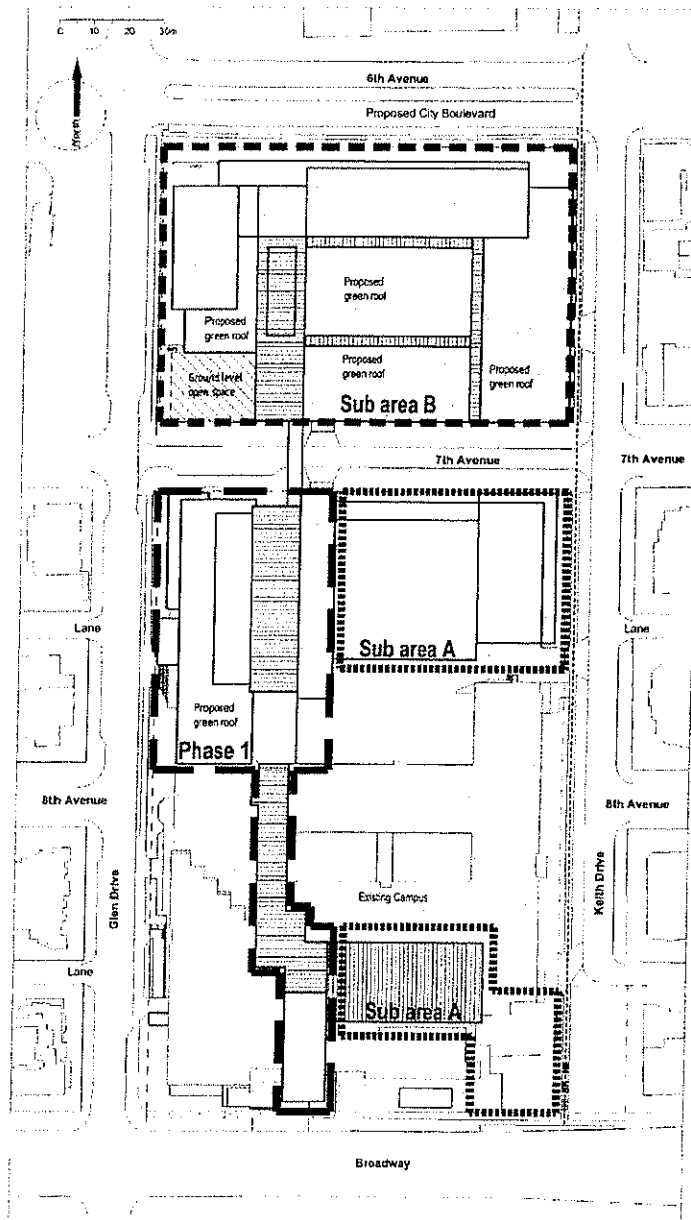 0 10 20 30m
North
6th Avenue
Proposed City Boulevard
Proposed
green roof
Proposed
green roof
Proposed
green roof
Proposed
green roof
Ground level
open space
Sub area B
7th Avenue
7th Avenue
Lane
Sub area A
Lane
Proposed
green roof
Phase 1
8th Avenue
8th Avenue
Glen Drive
Existing Campus
Keith Drive
Lane
Sub area A
Broadway